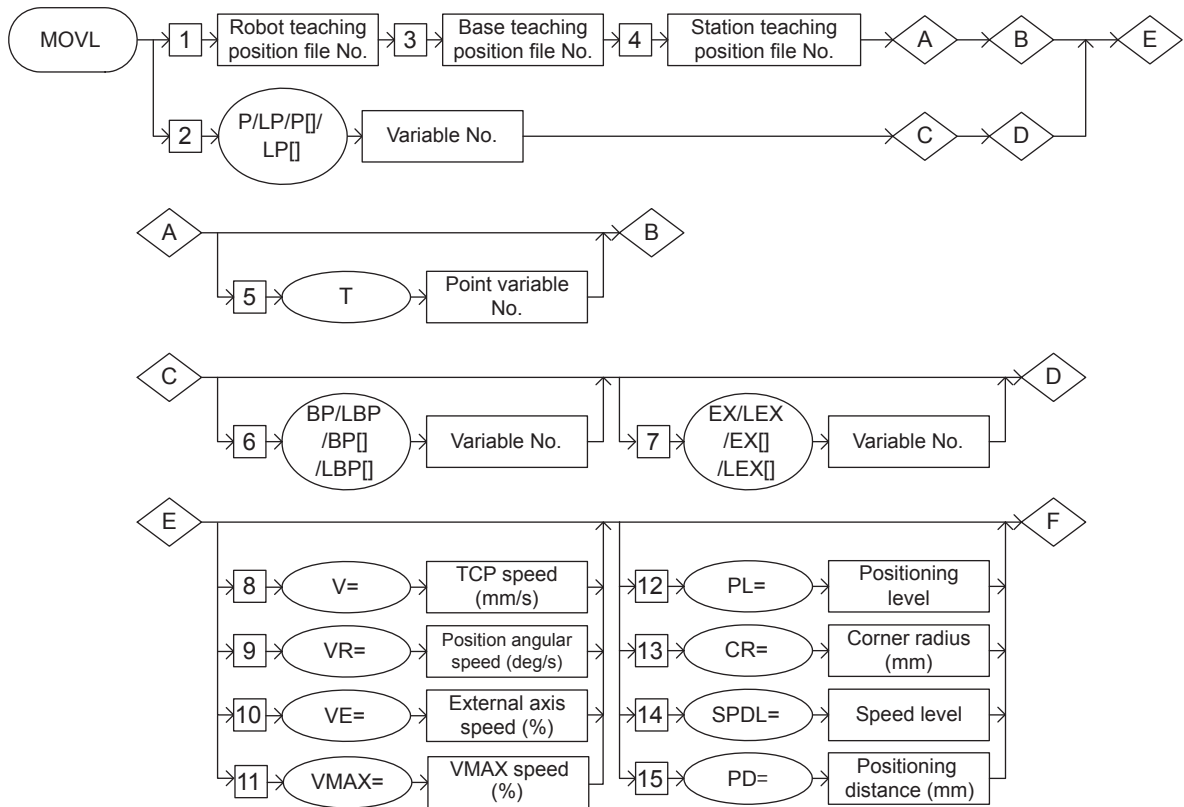 MOVL
1
Robot teaching
position file No.
3
Base teaching
position file No.
4
Station teaching
position file No.
A
B
E
2
P/LP/P[]/
LP[]
Variable No.
C
D
A
B
5
T
Point variable
No.
C
D
6
BP/LBP
/BP[]
/LBP[]
Variable No.
7
EX/LEX
/EX[]
/LEX[]
Variable No.
E
F
8
V=
TCP speed
(mm/s)
12
PL=
Positioning
level
9
VR=
Position angular
speed (deg/s)
13
CR=
Corner radius
(mm)
10
VE=
External axis
speed (%)
14
SPDL=
Speed level
11
VMAX=
VMAX speed
(%)
15
PD=
Positioning
distance (mm)